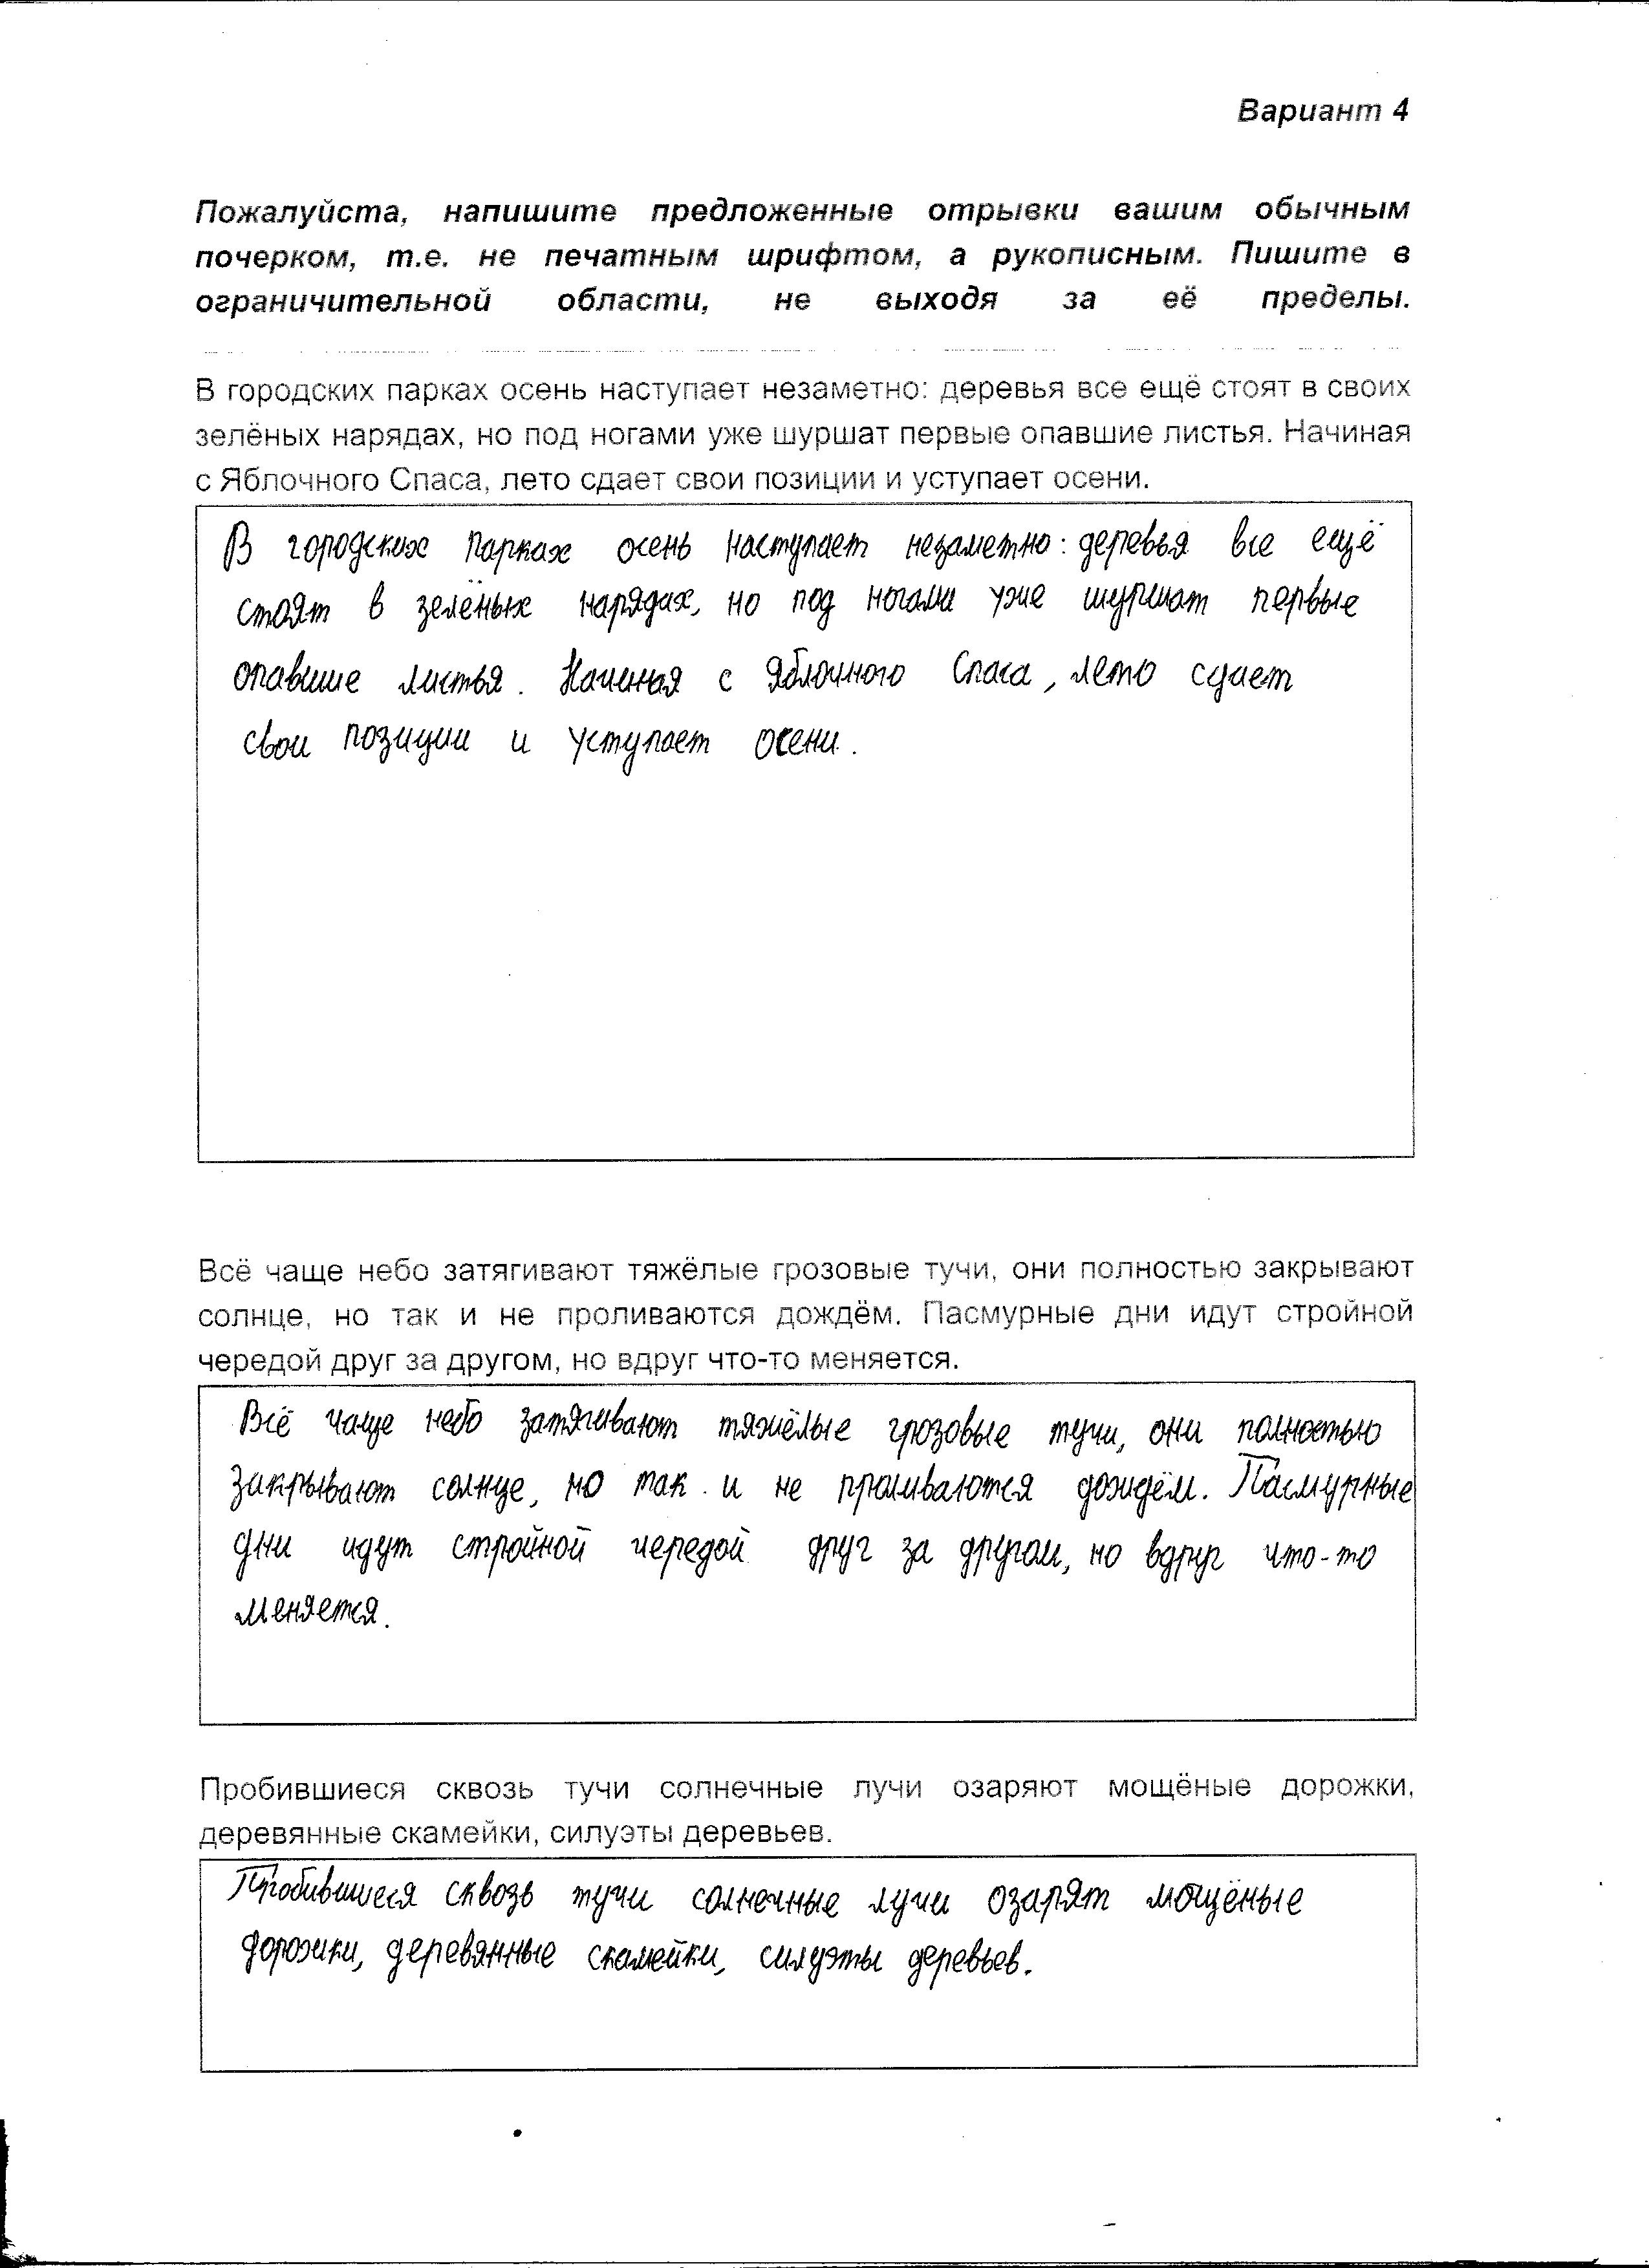 Вариант 4
Пожалуйста, напишите предложенные отрывки вашим обычным
почерком, т.е. не печатным шрифтом, а рукописным. Пишите в
ограничительной области, не выходя за её пределы.
В городских парках осень наступает незаметно: деревья все ещё стоят в своих
зелёных нарядах, но под ногами уже шуршат первые опавшие листья. Начиная
с Яблочного Спаса, лето сдает свои позиции и уступает осени.
В городских парках осень наступает незаметно: деревья все ещё
стоят в зелёных нарядах, но под ногами уже шуршат первые
опавшие листья. Начиная с Яблочного Спаса, лето сдает
свои позиции и уступает осени.
Всё чаще небо затягивают тяжёлые грозовые тучи, они полностью закрывают
солнце, но так и не проливаются дождём. Пасмурные дни идут стройной
чередой друг за другом, но вдруг что-то меняется.
Всё чаще небо затягивают тяжёлые грозовые тучи, они полностью
закрывают солнце, но так и не проливаются дождём. Пасмурные
дни идут стройной чередой друг за другом, но вдруг что-то
меняется.
Пробившиеся сквозь тучи солнечные лучи озаряют мощёные дорожки,
деревянные скамейки, силуэты деревьев.
Пробившиеся сквозь тучи солнечные лучи озарят мощёные
дорожки, деревянные скамейки, силуэты деревьев.